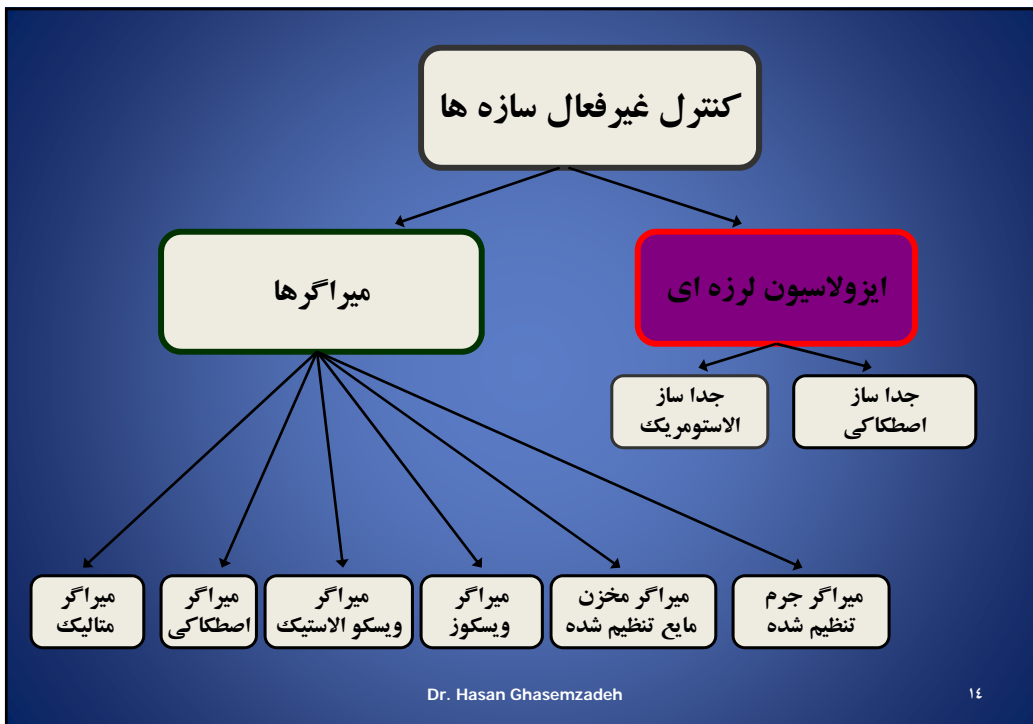 کنترل غیرفعال سازه ها
ایزولاسیون لرزه ای
میراگرها
جدا ساز
اصطکاکی
جدا ساز
الاستومریک
میراگر جرم
تنظیم شده
میراگر مخزن
مایع تنظیم شده
میراگر
ویسکوز
میراگر
ویسکو الاستیک
میراگر
اصطکاکی
میراگر
متالیک
Dr. Hasan Ghasemzadeh
١٤